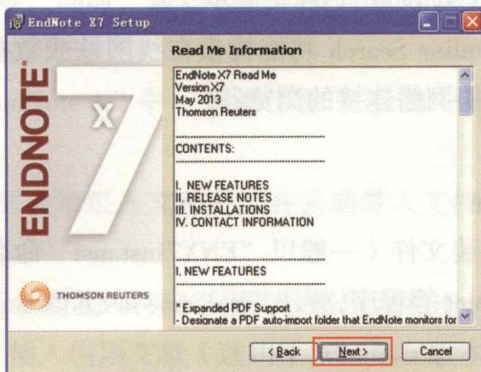 EndNote X7 Setup
Read Me Information
ENDNOTE
X7
THOMSON REUTERS
EndNote X7 Read Me
Version X7
May 2013
Thomson Reuters
CONTENTS:
I. NEW FEATURES
II. RELEASE NOTES
III. INSTALLATIONS
IV. CONTACT INFORMATION
I. NEW FEATURES
* Expanded PDF Support
- Designate a PDF auto-import folder that EndNote monitors for
< Back
Next >
Cancel